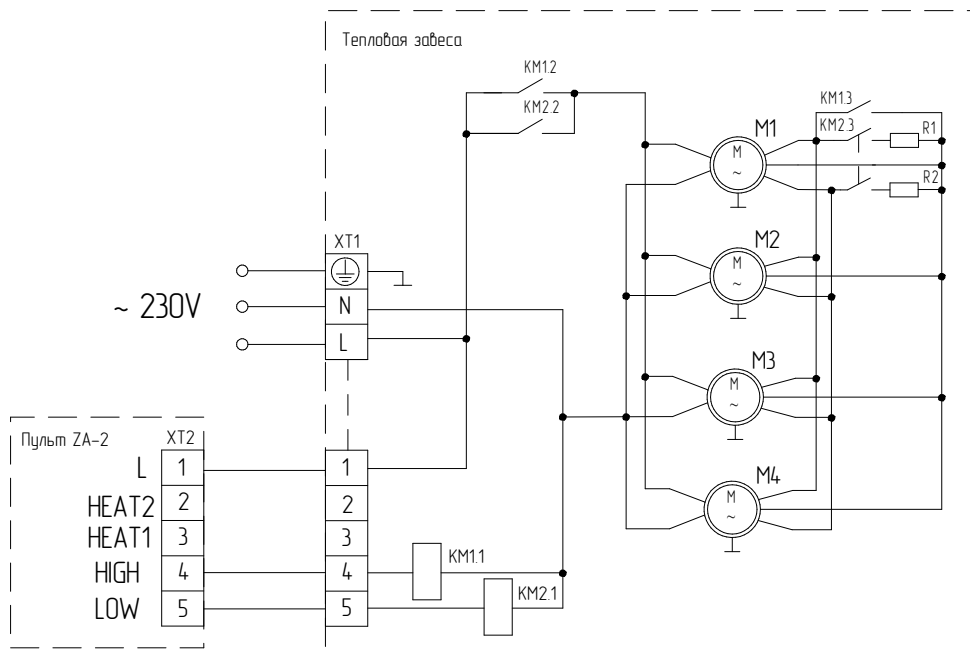 Тепловая завеса
KM1.2
KM2.2
KM1.3
KM2.3
R1
R2
M1
M
~
M2
M
~
M3
M
~
M4
M
~
XT1
N
L
~ 230V
Пульт ZA-2
XT2
L 1 1
HEAT2 2 2
HEAT1 3 3
HIGH 4 4
LOW 5 5
KM1.1
KM2.1